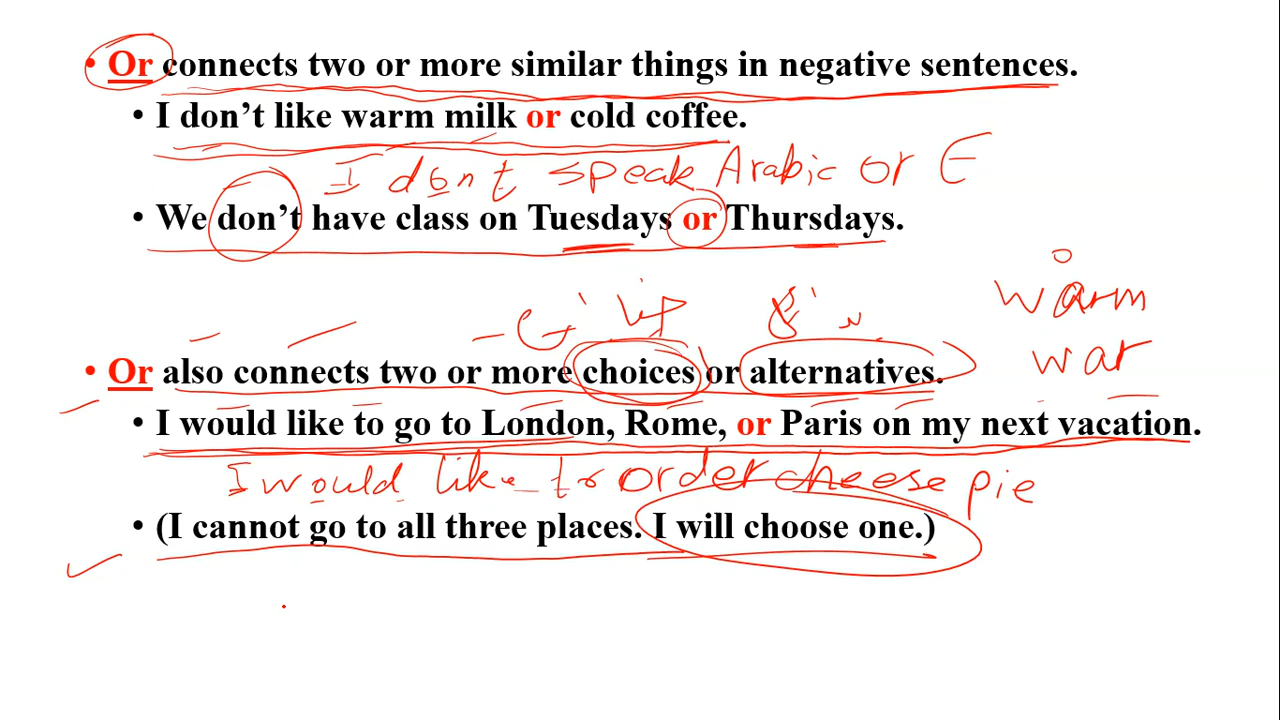 • Or connects two or more similar things in negative sentences.
• I don't like warm milk or cold coffee.
I dont speak Arabic or E
• We don't have class on Tuesdays or Thursdays.
warm
war
• Or also connects two or more choices or alternatives.
• I would like to go to London, Rome, or Paris on my next vacation.
I would like to order cheese pie
• (I cannot go to all three places. I will choose one.)